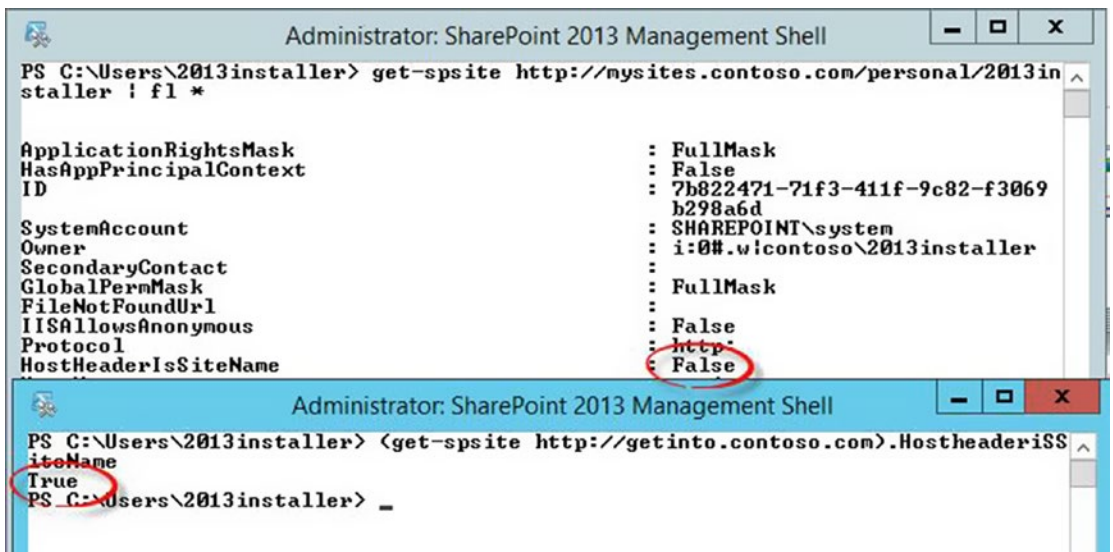 Administrator: SharePoint 2013 Management Shell
PS C:\Users\2013installer> get-spsite http://mysites.contoso.com/personal/2013in
staller | fl *
ApplicationRightsMask : FullMask
HasAppPrincipalContext : False
ID : 7b822471-71f3-411f-9c82-f3069
b298a6d
SystemAccount : SHAREPOINT\system
Owner : i:0#.w|contoso\2013installer
SecondaryContact :
GlobalPermMask : FullMask
FileNotFoundUrl :
IISAllowsAnonymous : False
Protocol : http:
HostHeaderIsSiteName : False
Administrator: SharePoint 2013 Management Shell
PS C:\Users\2013installer> (get-spsite http://getinto.contoso.com).HostheaderiSS
iteName
True
PS C:\Users\2013installer> _